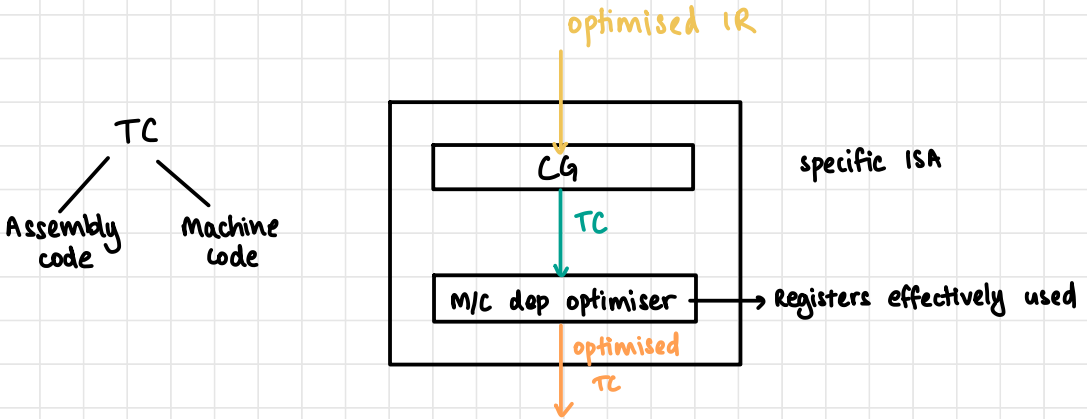 optimised IR
TC
Assembly
code
Machine
code
CG
specific ISA
TC
M/C dep optimiser
Registers effectively used
optimised
TC